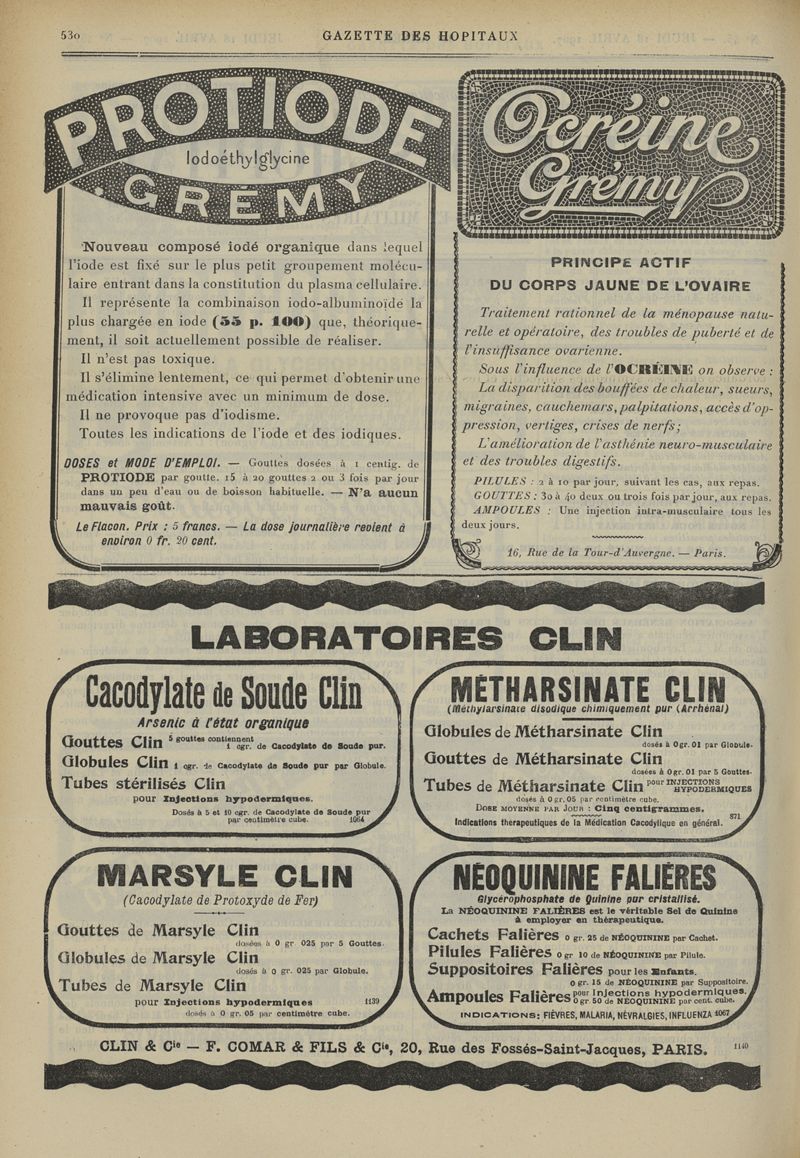 530
GAZETTE DES HOPITAUX
PROTIODE
Iodoéthylglycine
GRÉMY
Nouveau composé iodé organique dans lequel
l'iode est fixé sur le plus petit groupement molécu-
laire entrant dans la constitution du plasma cellulaire.
Il représente la combinaison iodo-albuminoïde la
plus chargée en iode (55 p. 100) que, théorique-
ment, il soit actuellement possible de réaliser.
Il n'est pas toxique.
Il s'élimine lentement, ce qui permet d'obtenir une
médication intensive avec un minimum de dose.
Il ne provoque pas d'iodisme.
Toutes les indications de l'iode et des iodiques.
DOSES et MODE D'EMPLOI. — Gouttes dosées à 1 centig. de
PROTIODE par goutte. 15 à 20 gouttes 2 ou 3 fois par jour
dans un peu d'eau ou de boisson habituelle. — N'a aucun
mauvais goût.
Le Flacon. Prix : 5 francs. — La dose journalière revient à
environ 0 fr. 20 cent.
Ocréine
Grémy
PRINCIPE ACTIF
DU CORPS JAUNE DE L'OVAIRE
Traitement rationnel de la ménopause natu-
relle et opératoire, des troubles de puberté et de
l'insuffisance ovarienne.
Sous l'influence de l'OCRÉINE on observe :
La disparition des bouffées de chaleur, sueurs,
migraines, cauchemars, palpitations, accès d'op-
pression, vertiges, crises de nerfs;
L'amélioration de l'asthénie neuro-musculaire
et des troubles digestifs.
PILULES : 2 à 10 par jour, suivant les cas, aux repas.
GOUTTES : 30 à 40 deux ou trois fois par jour, aux repas.
AMPOULES : Une injection intra-musculaire tous les
deux jours.
16, Rue de la Tour-d'Auvergne. — Paris.
LABORATOIRES CLIN
Cacodylate de Soude Clin
Arsenic à l'état organique
Gouttes Clin 5 gouttes contiennent
1 cgr. de Cacodylate de Soude pur.
Globules Clin 1 cgr. de Cacodylate de Soude pur par Globule.
Tubes stérilisés Clin
pour Injections hypodermiques.
Dosés à 5 et 10 cgr. de Cacodylate de Soude pur
par centimètre cube. 1064
MÉTHARSINATE CLIN
(Méthylarsinate disodique chimiquement pur (Arrhénal)
Globules de Métharsinate Clin
dosés à 0gr. 01 par Globule.
Gouttes de Métharsinate Clin
dosées à 0gr. 01 par 5 Gouttes.
Tubes de Métharsinate Clin pour INJECTIONS
HYPODERMIQUES
dosés à 0gr. 05 par centimètre cube.
DOSE MOYENNE PAR JOUR : Cinq centigrammes.
871
Indications thérapeutiques de la Médication Cacodylique en général.
MARSYLE CLIN
(Cacodylate de Protoxyde de Fer)
Gouttes de Marsyle Clin
dosées à 0 gr 025 par 5 Gouttes.
Globules de Marsyle Clin
dosés à 0 gr. 025 par Globule.
Tubes de Marsyle Clin
pour Injections hypodermiques 1139
dosés à 0 gr. 05 par centimètre cube.
NÉOQUININE FALIÈRES
Glycérophosphate de Quinine pur cristallisé.
La NÉOQUININE FALIÈRES est le véritable Sel de Quinine
à employer en thérapeutique.
Cachets Falières 0 gr. 25 de NÉOQUININE par Cachet.
Pilules Falières 0 gr 10 de NÉOQUININE par Pilule.
Suppositoires Falières pour les Enfants.
0 gr. 15 de NÉOQUININE par Suppositoire.
Ampoules Falières pour Injections hypodermiques.
0 gr. 50 de NÉOQUININE par cent. cube.
INDICATIONS: FIÈVRES, MALARIA, NÉVRALGIES, INFLUENZA 1067
CLIN & Cie — F. COMAR & FILS & Cie, 20, Rue des Fossés-Saint-Jacques, PARIS. 1140